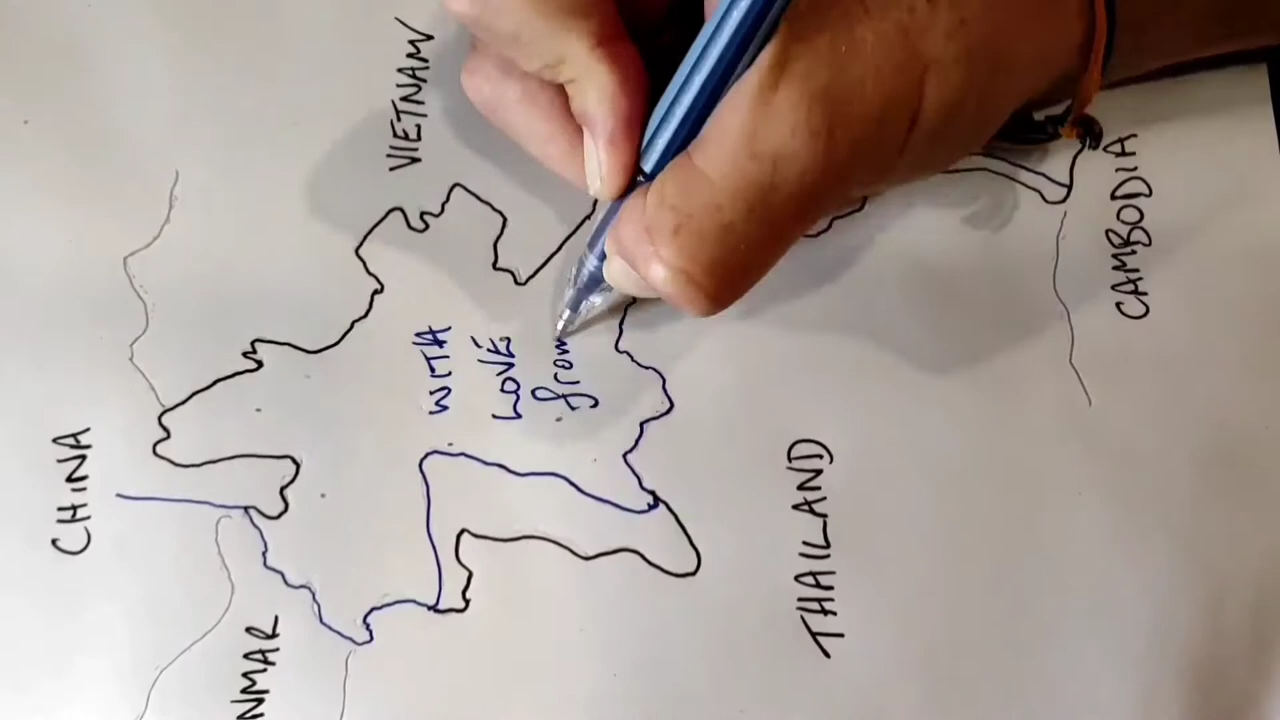 CHINA
VIETNAM
WITH
LOVE
from
NMAR
THAILAND
CAMBODIA